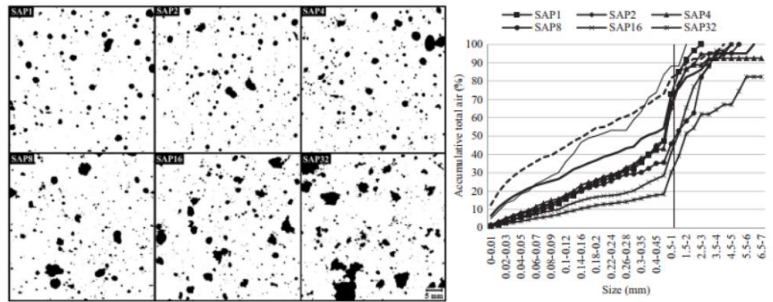 SAP1
SAP2
SAP4
SAP8
SAP16
SAP32
5 mm
SAP1 SAP2 SAP4
SAP8 SAP16 SAP32
Accumulative total air (%)
100
90
80
70
60
50
40
30
20
10
0
0-0.01
0.02-0.03
0.04-0.05
0.06-0.07
0.08-0.09
0.1-0.12
0.14-0.16
0.18-0.2
0.22-0.24
0.26-0.28
0.3-0.35
0.4-0.45
0.5-1
1.5-2
2.5-3
3.5-4
4.5-5
5.5-6
6.5-7
Size (mm)